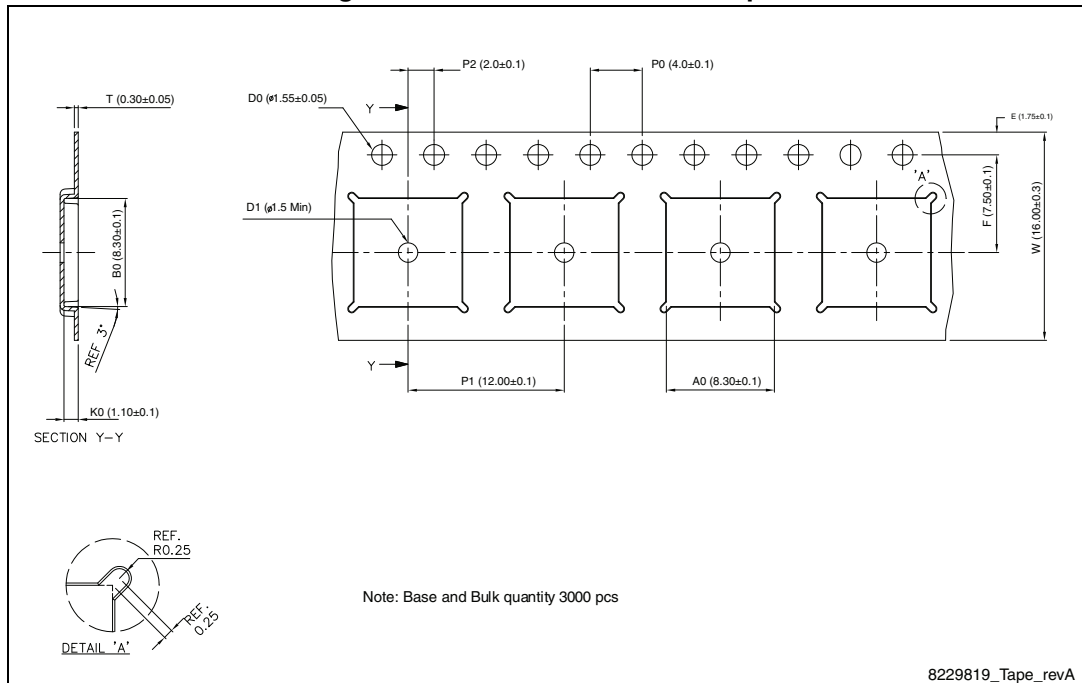 P2 (2.0±0.1)
P0 (4.0±0.1)
T (0.30±0.05)
D0 (ø1.55±0.05)
Y
E (1.75±0.1)
'A'
F (7.50±0.1)
W (16.00±0.3)
D1 (ø1.5 Min)
B0 (8.30±0.1)
REF 3°
Y
P1 (12.00±0.1)
A0 (8.30±0.1)
K0 (1.10±0.1)
SECTION Y-Y
REF.
R0.25
REF.
0.25
DETAIL 'A'
Note: Base and Bulk quantity 3000 pcs
8229819_Tape_revA